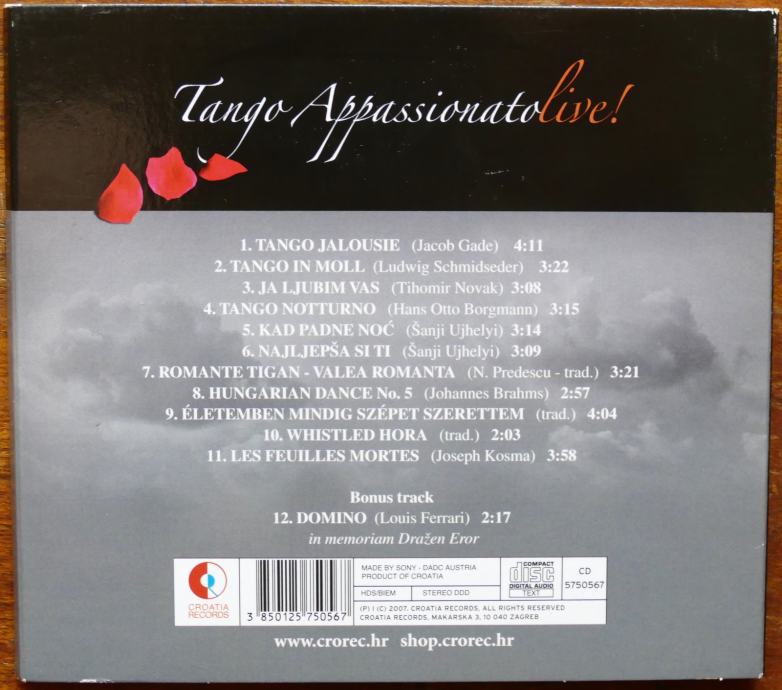 Tango Appassionato live!
1. TANGO JALOUSIE (Jacob Gade) 4:11
2. TANGO IN MOLL (Ludwig Schmidseder) 3:22
3. JA LJUBIM VAS (Tihomir Novak) 3:08
4. TANGO NOTTURNO (Hans Otto Borgmann) 3:15
5. KAD PADNE NOĆ (Šanji Ujhelyi) 3:14
6. NAJLJEPŠA SI TI (Šanji Ujhelyi) 3:09
7. ROMANTE TIGAN - VALEA ROMANTA (N. Predescu - trad.) 3:21
8. HUNGARIAN DANCE No. 5 (Johannes Brahms) 2:57
9. ÉLETEMBEN MINDIG SZÉPET SZERETTEM (trad.) 4:04
10. WHISTLED HORA (trad.) 2:03
11. LES FEUILLES MORTES (Joseph Kosma) 3:58
Bonus track
12. DOMINO (Louis Ferrari) 2:17
in memoriam Dražen Eror
CROATIA
RECORDS
3 850125 750567
MADE BY SONY - DADC AUSTRIA
PRODUCT OF CROATIA
HDS/BIEM STEREO DDD
(P) I (C) 2007. CROATIA RECORDS, ALL RIGHTS RESERVED
CROATIA RECORDS, MAKARSKA 3, 10 040 ZAGREB
COMPACT
disc
DIGITAL AUDIO
TEXT
CD
5750567
www.crorec.hr shop.crorec.hr